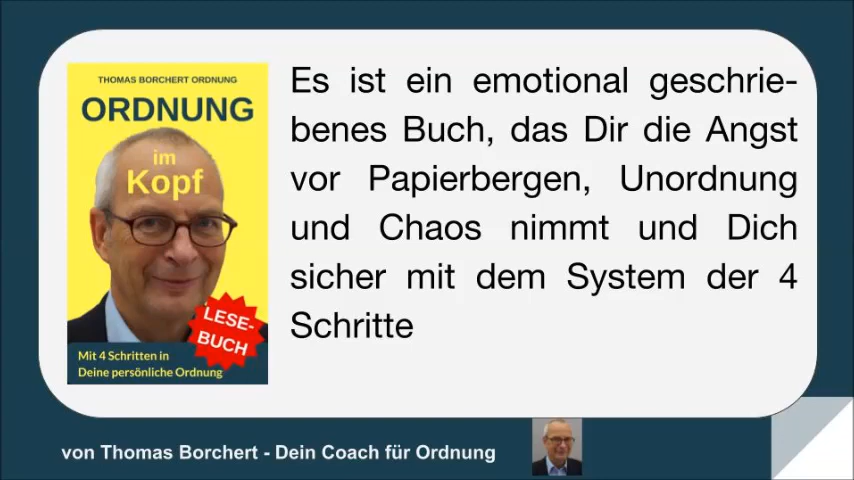 THOMAS BORCHERT ORDNUNG
ORDNUNG
im
Kopf
LESE-
BUCH
Mit 4 Schritten in
Deine persönliche Ordnung
Es ist ein emotional geschrie-
benes Buch, das Dir die Angst
vor Papierbergen, Unordnung
und Chaos nimmt und Dich
sicher mit dem System der 4
Schritte
von Thomas Borchert - Dein Coach für Ordnung